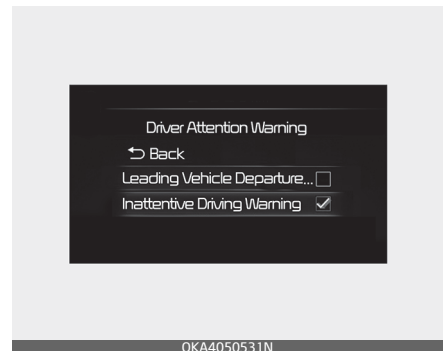 Driver Attention Warning
Back
Leading Vehicle Departure...
Inattentive Driving Warning
OKA4050531N